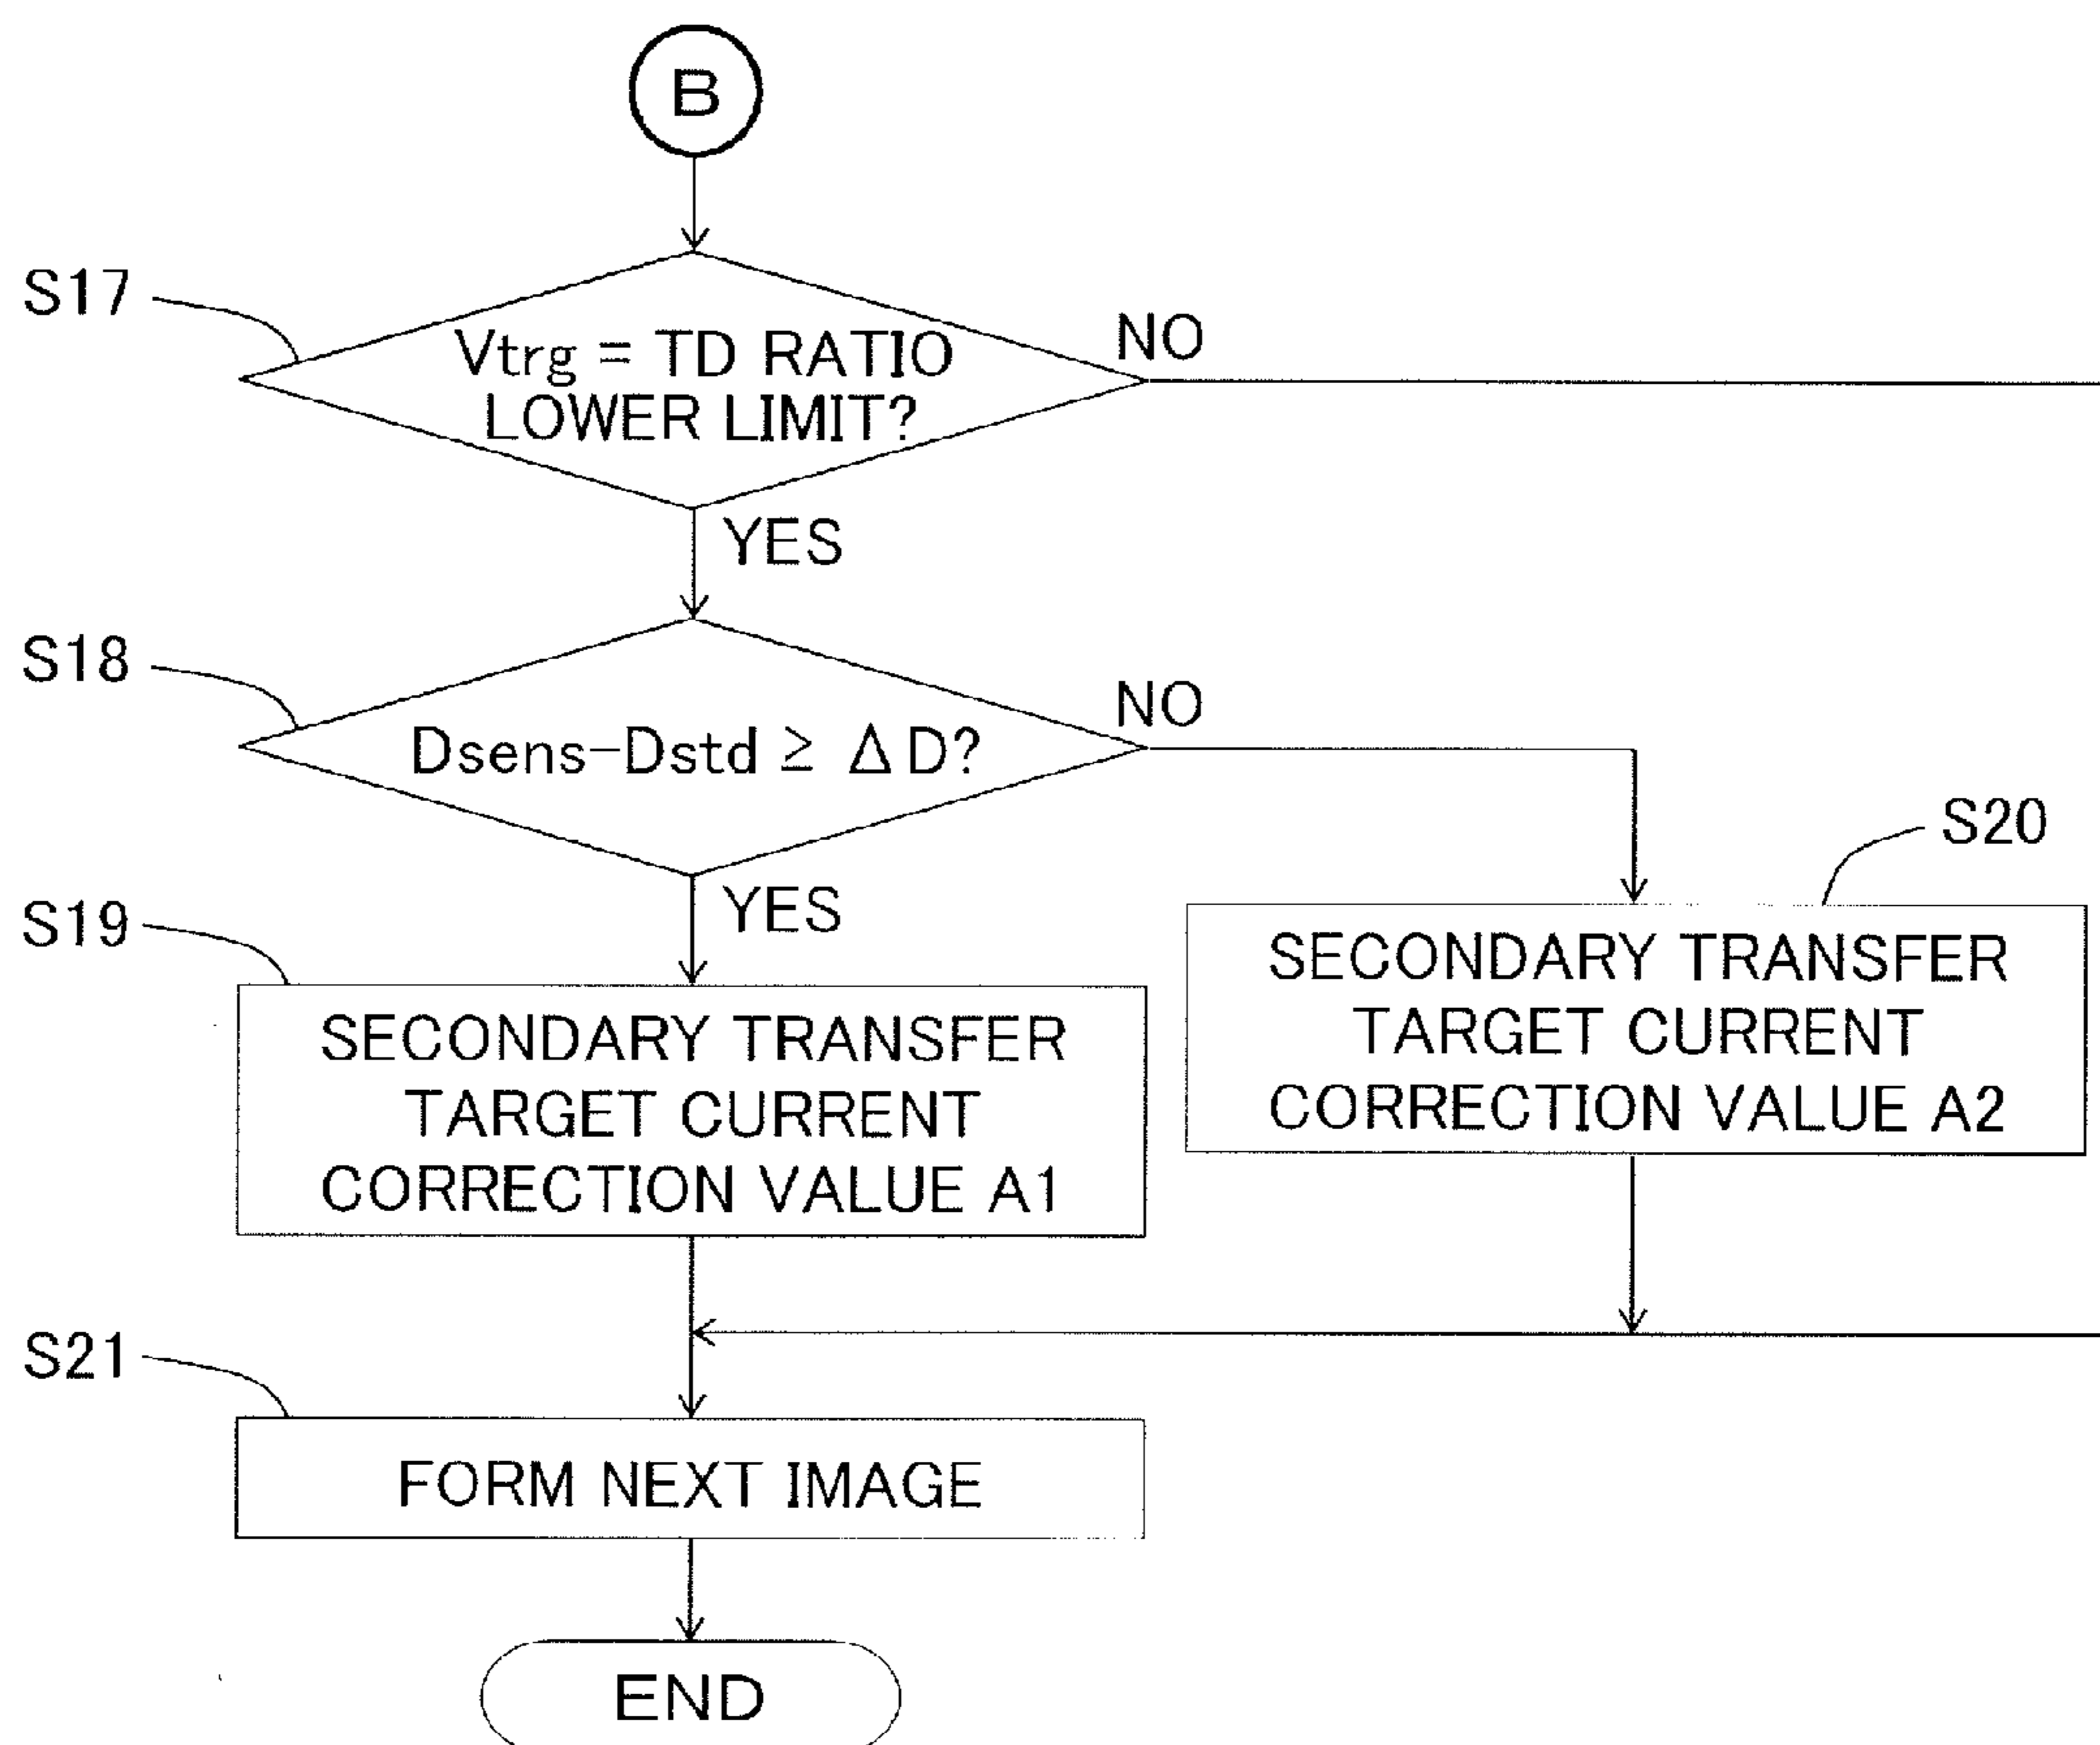 B
S17
Vtrg = TD RATIO
LOWER LIMIT?
NO
YES
S18
Dsens-Dstd ≥ ΔD?
NO
YES
S19
SECONDARY TRANSFER
TARGET CURRENT
CORRECTION VALUE A1
S20
SECONDARY TRANSFER
TARGET CURRENT
CORRECTION VALUE A2
S21
FORM NEXT IMAGE
END